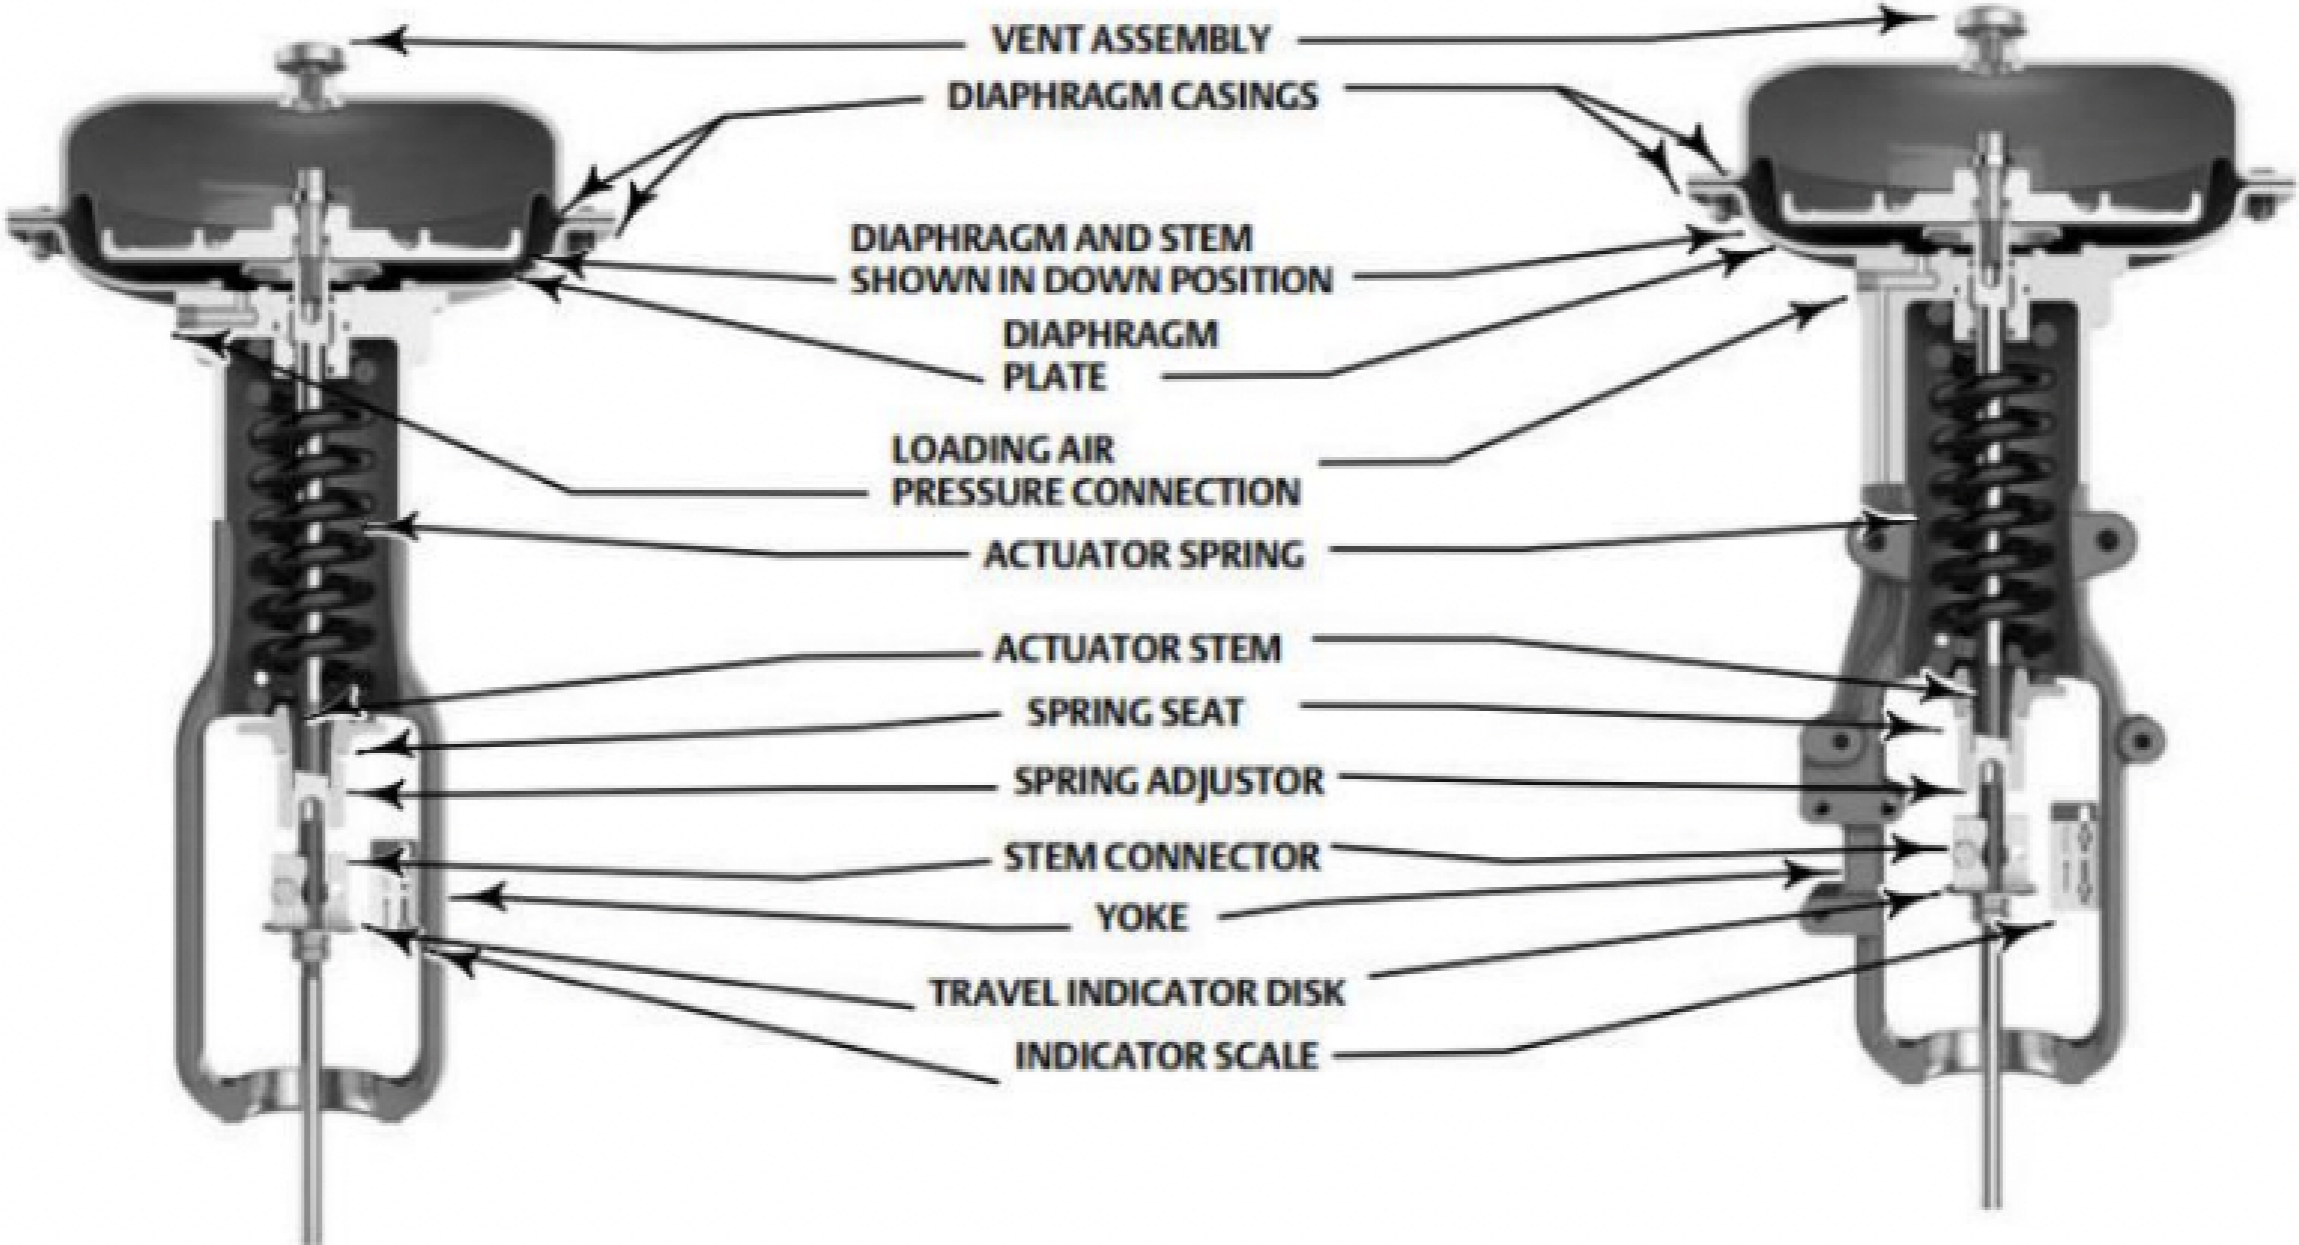 VENT ASSEMBLY
DIAPHRAGM CASINGS
DIAPHRAGM AND STEM
SHOWN IN DOWN POSITION
DIAPHRAGM
PLATE
LOADING AIR
PRESSURE CONNECTION
ACTUATOR SPRING
ACTUATOR STEM
SPRING SEAT
SPRING ADJUSTOR
STEM CONNECTOR
YOKE
TRAVEL INDICATOR DISK
INDICATOR SCALE